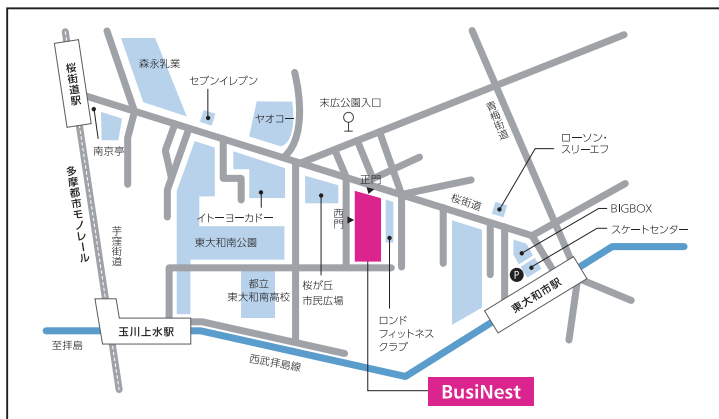 森永乳業
セブンイレブン
桜街道駅
ヤオコー
末広公園入口
青梅街道
ローソン・
スリーエフ
南京亭
多摩都市モノレール
芋窪街道
正門
西門
桜街道
イトーヨーカドー
東大和南公園
BIGBOX
スケートセンター
P
都立
東大和南高校
桜が丘
市民広場
ロンド
フィットネス
クラブ
東大和市駅
玉川上水駅
至拝島
西武拝島線
BusiNest